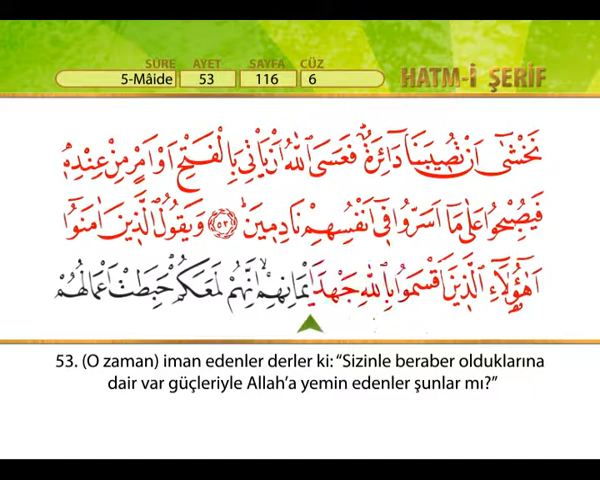 SÛRE AYET SAYFA CÜZ
5-Mâide 53 116 6
HATM-İ ŞERİF
نَخْشٰٓى اَنْ تُصٖيبَنَا دَٓائِرَةٌؕ فَعَسَى اللّٰهُ اَنْ يَأْتِيَ بِالْفَتْحِ اَوْ اَمْرٍ مِنْ عِنْدِهٖ
فَيُصْبِحُوا عَلٰى مَٓا اَسَرُّوا فٖٓي اَنْفُسِهِمْ نَادِمٖينَؕ ﴿٥٢﴾ وَيَقُولُ الَّذٖينَ اٰمَنُٓوا
اَهٰٓؤُ۬لَٓاءِ الَّذٖينَ اَقْسَمُوا بِاللّٰهِ جَهْدَ اَيْمَانِهِمْۙ اِنَّهُمْ لَمَعَكُمْؕ حَبِطَتْ اَعْمَالُهُمْ
53. (O zaman) iman edenler derler ki: “Sizinle beraber olduklarına
dair var güçleriyle Allah’a yemin edenler şunlar mı?”